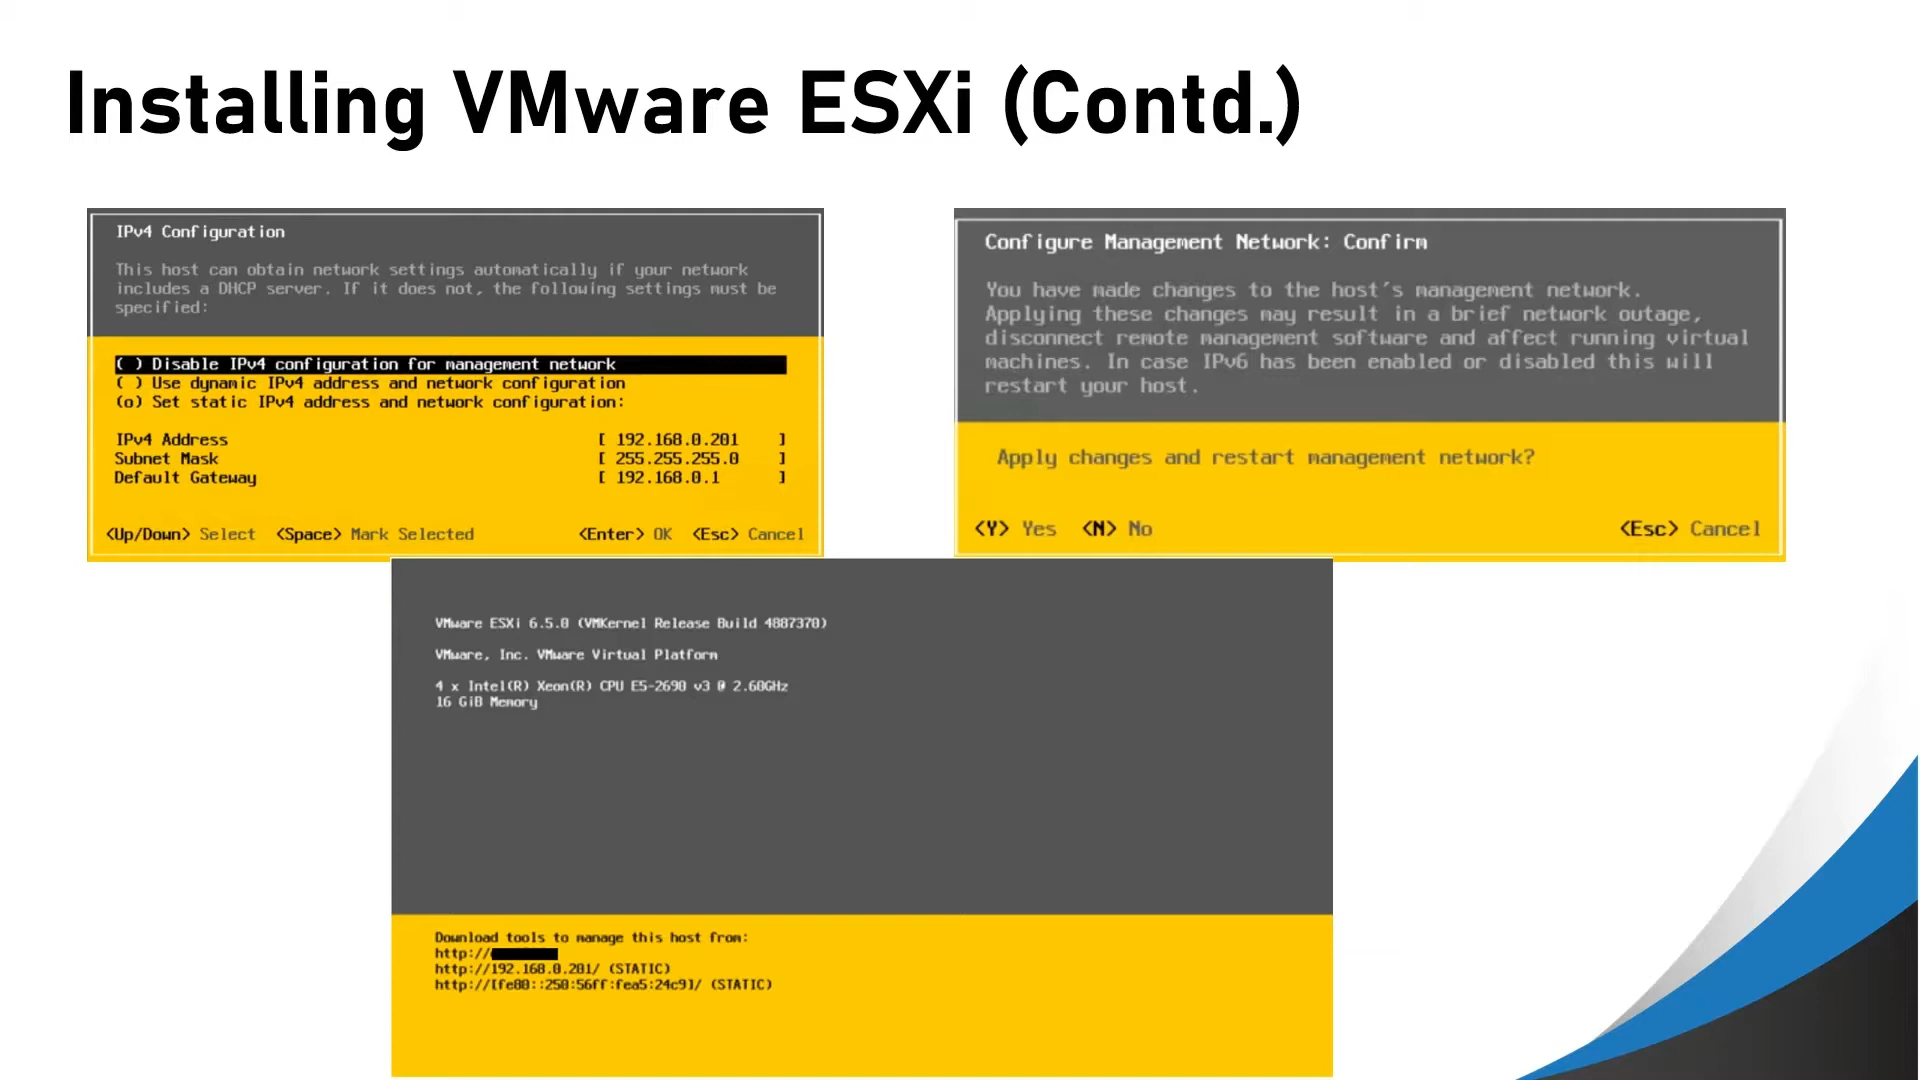 Installing VMware ESXi (Contd.)
IPv4 Configuration
This host can obtain network settings automatically if your network
includes a DHCP server. If it does not, the following settings must be
specified:
( ) Disable IPv4 configuration for management network
( ) Use dynamic IPv4 address and network configuration
(o) Set static IPv4 address and network configuration:
IPv4 Address [ 192.168.0.201 ]
Subnet Mask [ 255.255.255.0 ]
Default Gateway [ 192.168.0.1 ]
<Up/Down> Select <Space> Mark Selected <Enter> OK <Esc> Cancel
Configure Management Network: Confirm
You have made changes to the host's management network.
Applying these changes may result in a brief network outage,
disconnect remote management software and affect running virtual
machines. In case IPv6 has been enabled or disabled this will
restart your host.
Apply changes and restart management network?
<Y> Yes <N> No <Esc> Cancel
VMware ESXi 6.5.0 (VMKernel Release Build 4887370)
VMware, Inc. VMware Virtual Platform
4 x Intel(R) Xeon(R) CPU E5-2690 v3 @ 2.60GHz
16 GiB Memory
Download tools to manage this host from:
http://
http://192.168.0.201/ (STATIC)
http://[fe80::250:56ff:fea5:24c9]/ (STATIC)